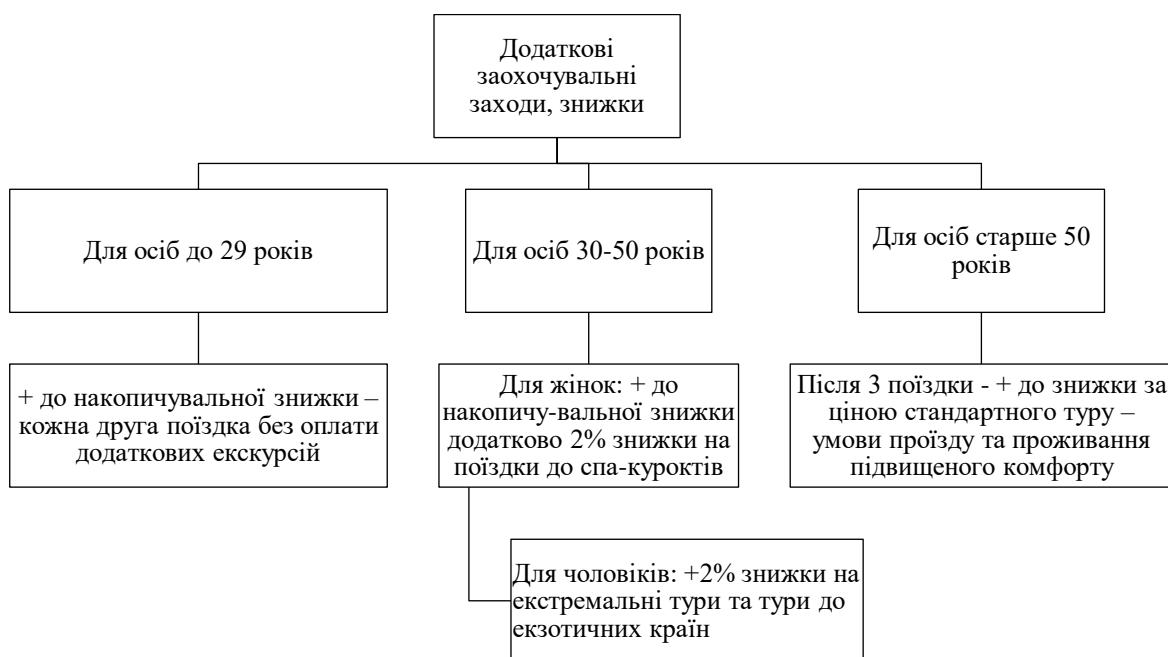 Додаткові
заохочувальні
заходи, знижки
Для осіб до 29 років
Для осіб 30-50 років
Для осіб старше 50
років
+ до накопичувальної знижки –
кожна друга поїздка без оплати
додаткових екскурсій
Для жінок: + до
накопичу-вальної знижки
додатково 2% знижки на
поїздки до спа-куроктів
Після 3 поїздки - + до знижки за
ціною стандартного туру –
умови проїзду та проживання
підвищеного комфорту
Для чоловіків: +2% знижки на
екстремальні тури та тури до
екзотичних країн